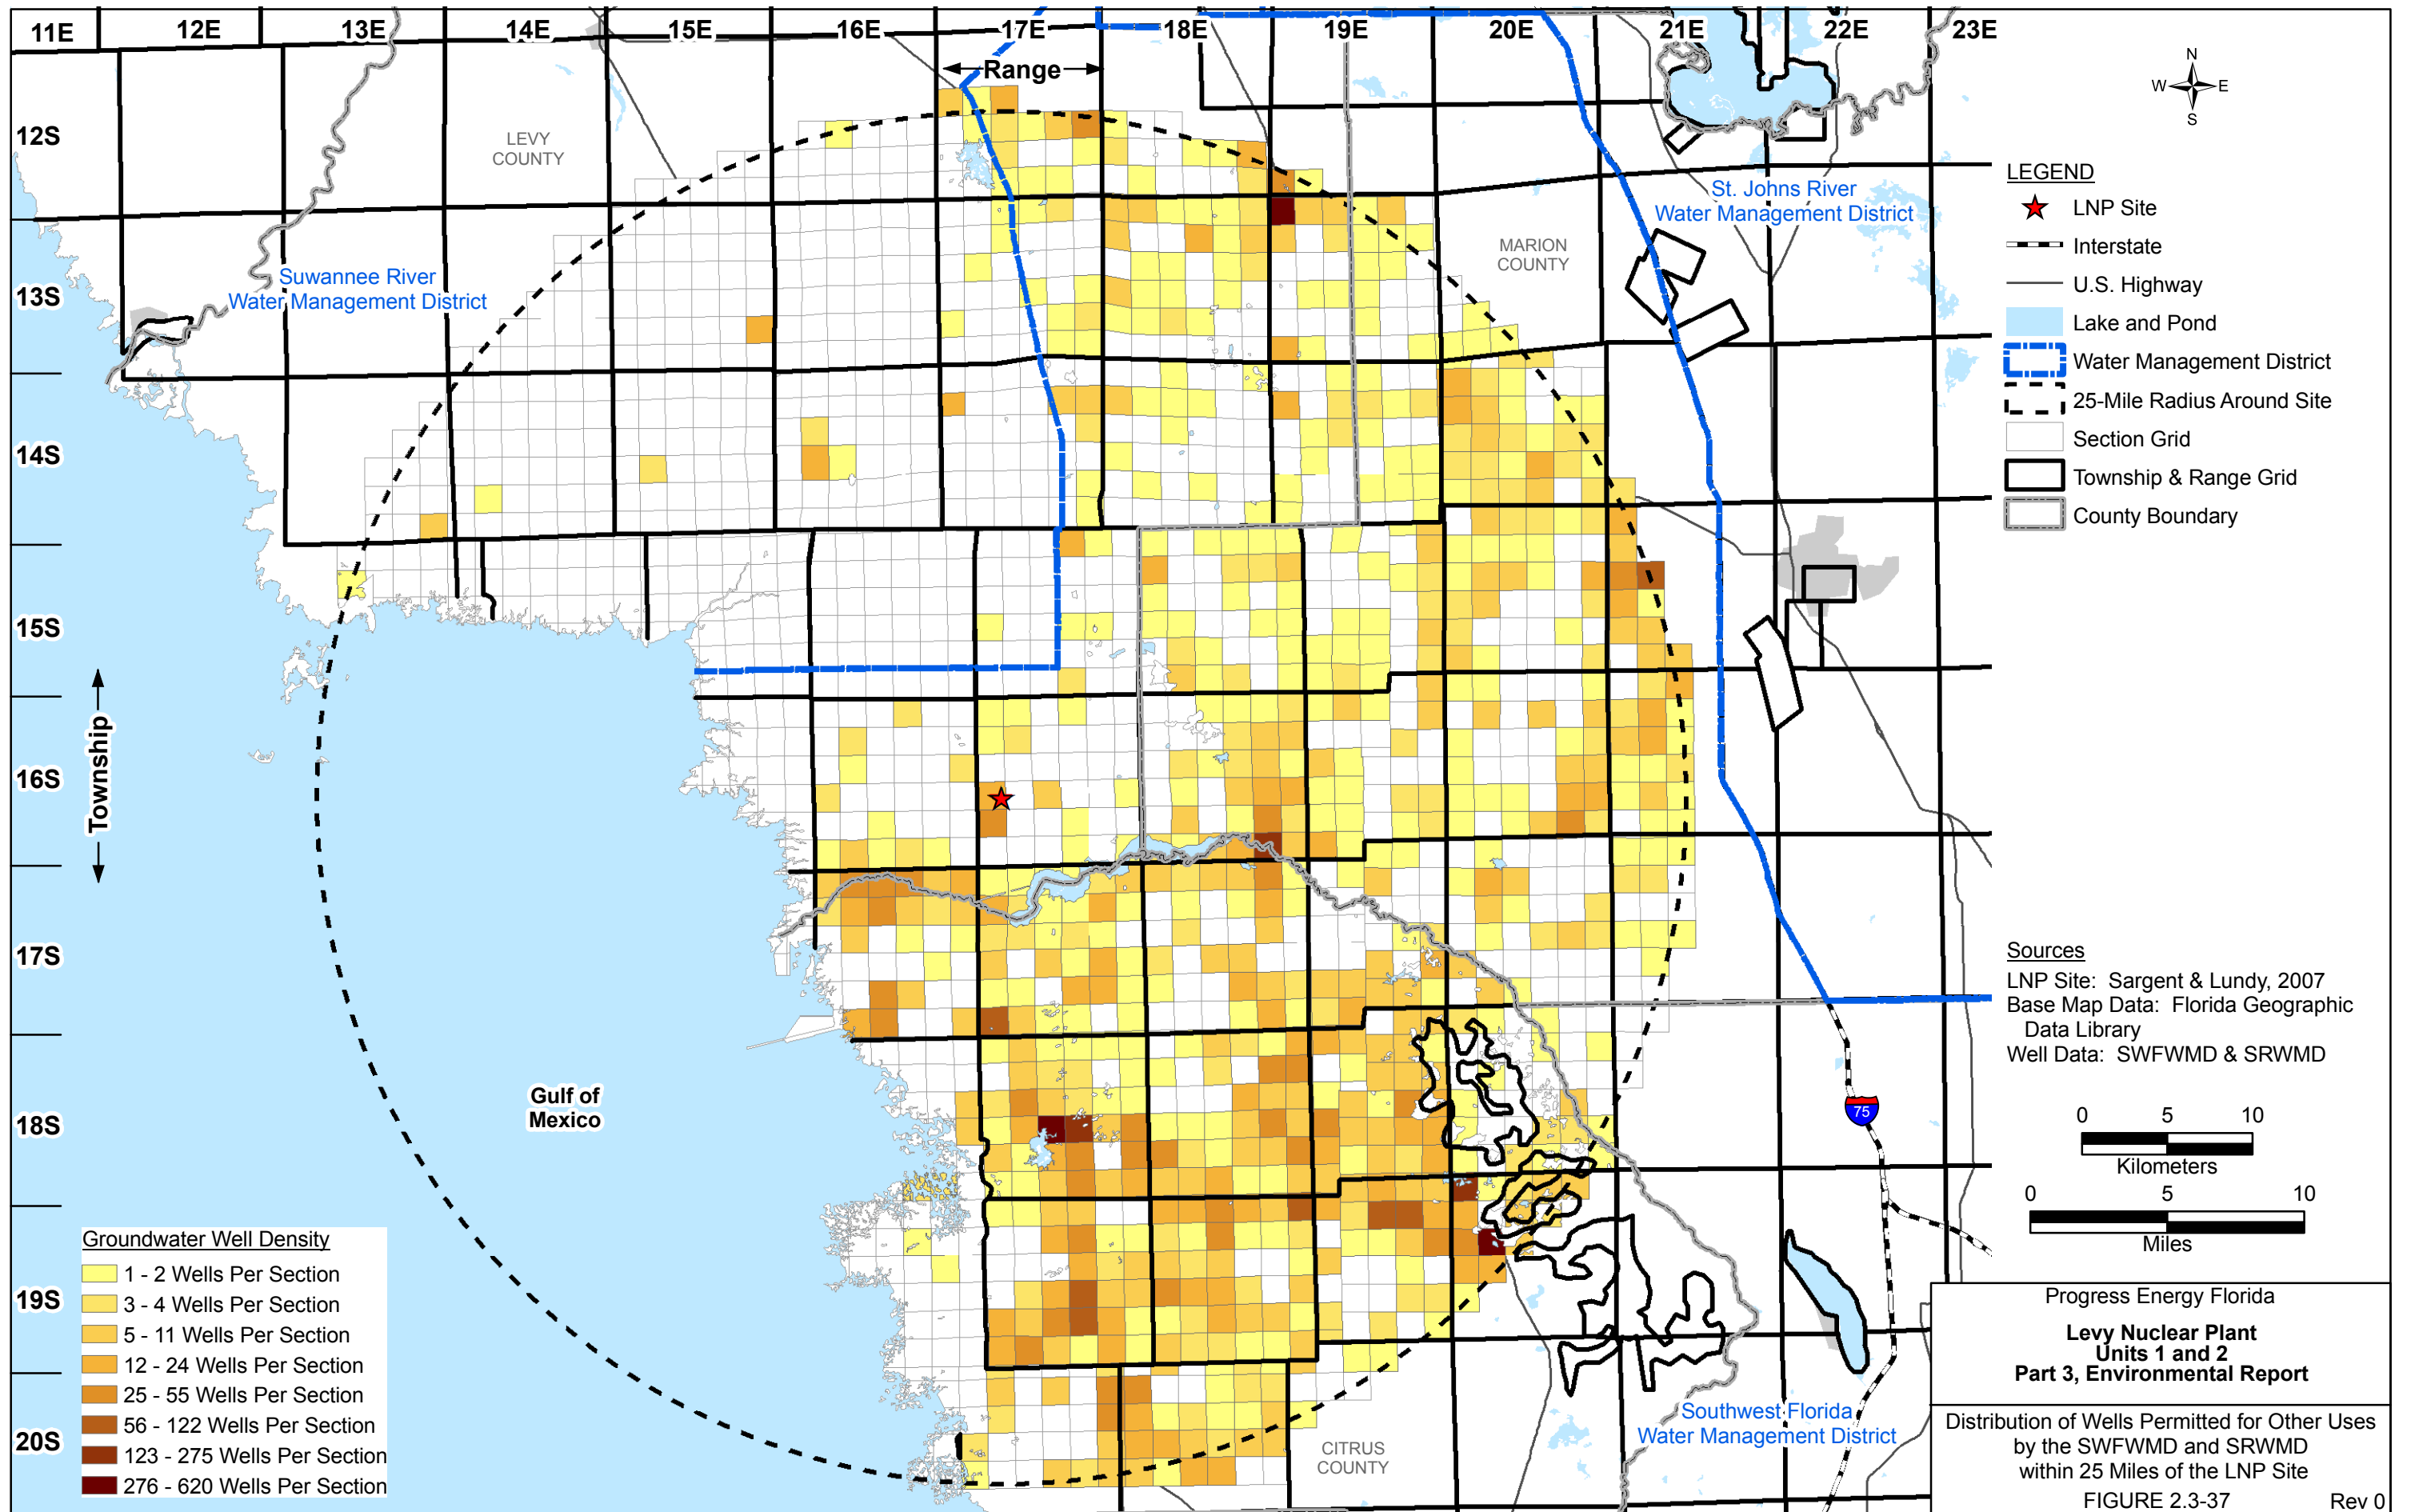 11E 12E 13E 14E 15E 16E 17E 18E 19E 20E 21E 22E 23E
Range
N
W E
S
12S
13S
14S
15S
16S
17S
18S
19S
20S
Township
LEVY
COUNTY
Suwannee River
Water Management District
St. Johns River
Water Management District
MARION
COUNTY
Gulf of
Mexico
75
CITRUS
COUNTY
Southwest Florida
Water Management District
LEGEND
LNP Site
Interstate
U.S. Highway
Lake and Pond
Water Management District
25-Mile Radius Around Site
Section Grid
Township & Range Grid
County Boundary
Sources
LNP Site: Sargent & Lundy, 2007
Base Map Data: Florida Geographic
Data Library
Well Data: SWFWMD & SRWMD
0 5 10
Kilometers
0 5 10
Miles
Groundwater Well Density
1 - 2 Wells Per Section
3 - 4 Wells Per Section
5 - 11 Wells Per Section
12 - 24 Wells Per Section
25 - 55 Wells Per Section
56 - 122 Wells Per Section
123 - 275 Wells Per Section
276 - 620 Wells Per Section
Progress Energy Florida
Levy Nuclear Plant
Units 1 and 2
Part 3, Environmental Report
Distribution of Wells Permitted for Other Uses
by the SWFWMD and SRWMD
within 25 Miles of the LNP Site
FIGURE 2.3-37 Rev 0